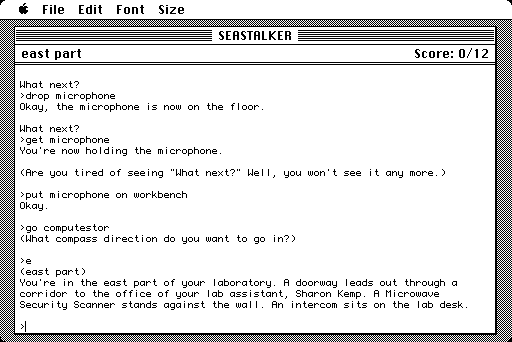 File Edit Font Size
SEASTALKER
east part Score: 0/12
What next?
>drop microphone
Okay, the microphone is now on the floor.
What next?
>get microphone
You're now holding the microphone.
(Are you tired of seeing "What next?" Well, you won't see it any more.)
>put microphone on workbench
Okay.
>go computestor
(What compass direction do you want to go in?)
>e
(east part)
You're in the east part of your laboratory. A doorway leads out through a
corridor to the office of your lab assistant, Sharon Kemp. A Microwave
Security Scanner stands against the wall. An intercom sits on the lab desk.
>